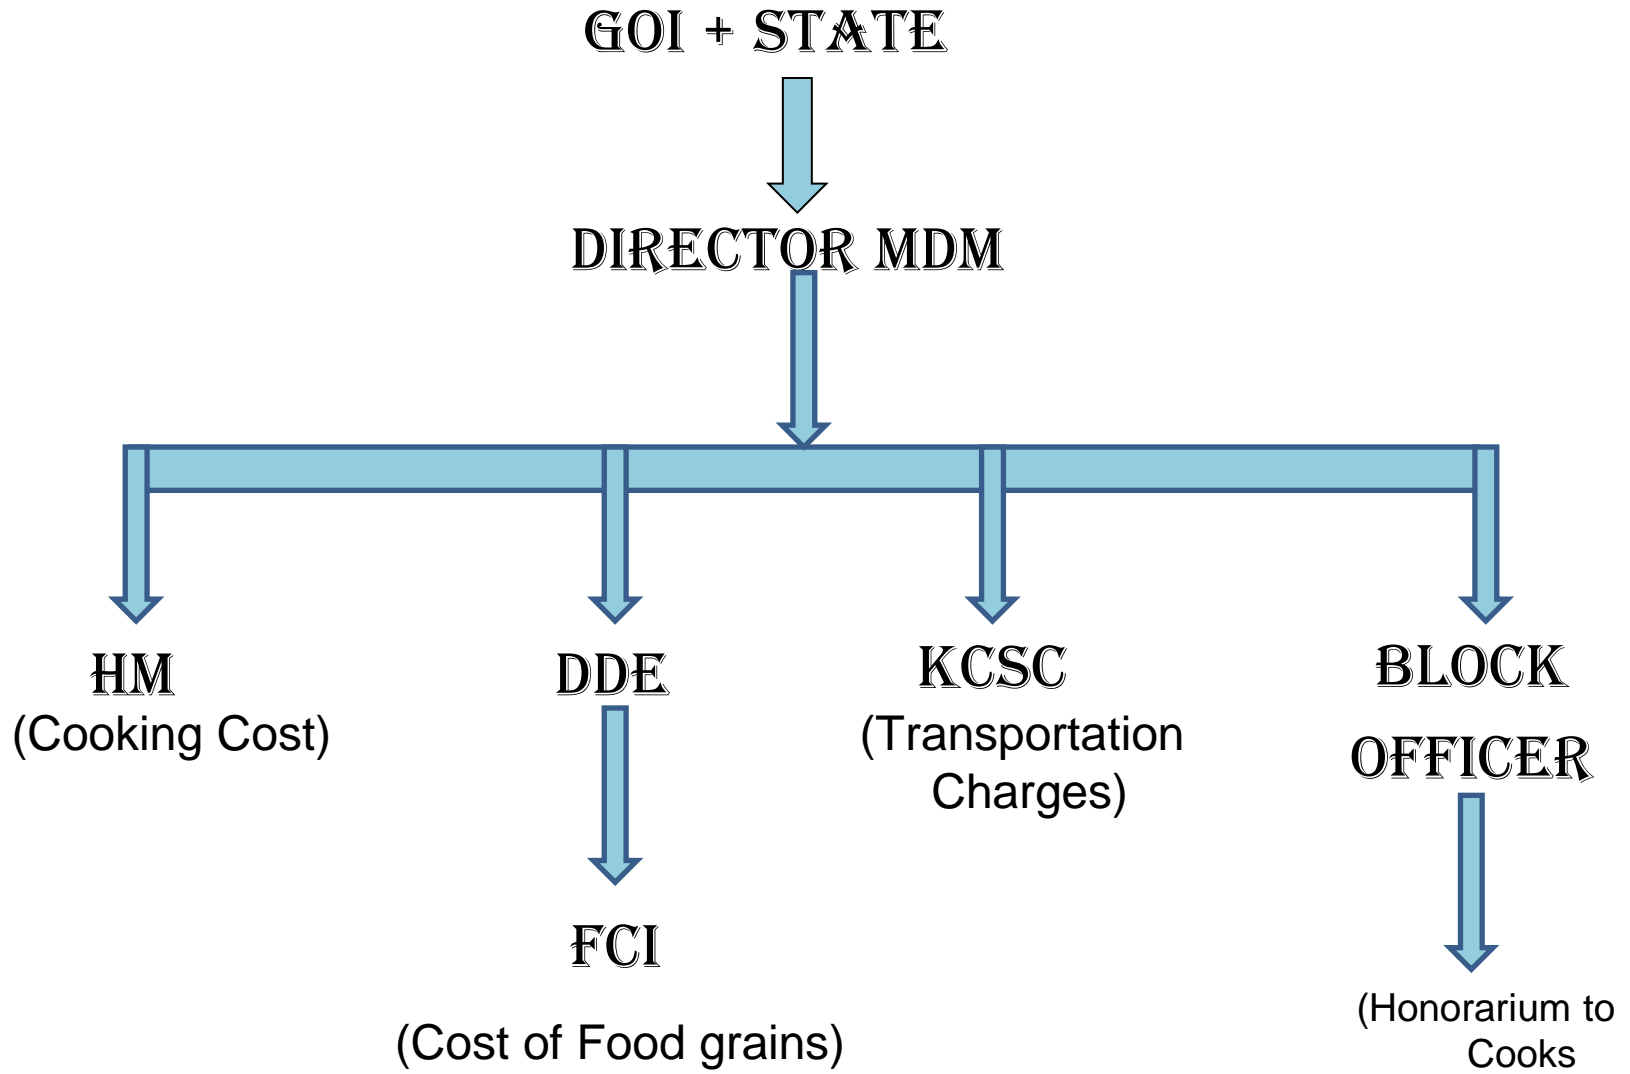 GOI + STATE
DIRECTOR MDM
HM
(Cooking Cost)
DDE
KCSC
(Transportation
Charges)
BLOCK
OFFICER
FCI
(Cost of Food grains)
(Honorarium to
Cooks